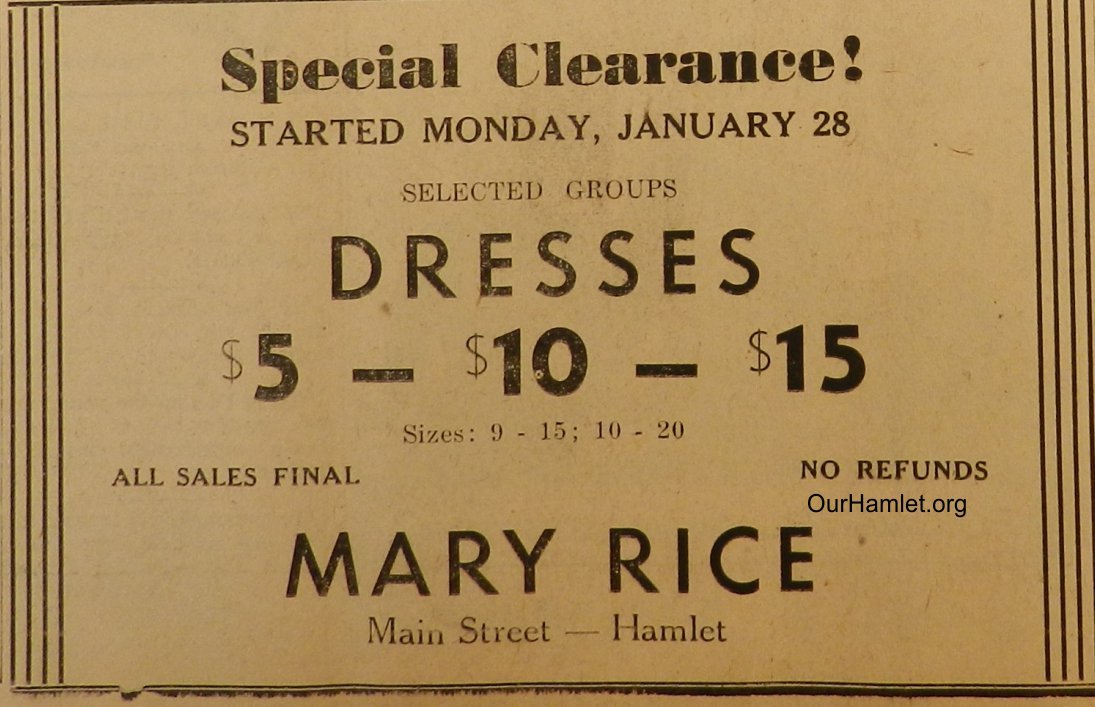 Special Clearance!
STARTED MONDAY, JANUARY 28
SELECTED GROUPS
DRESSES
$5 — $10 — $15
Sizes: 9 - 15; 10 - 20
ALL SALES FINAL NO REFUNDS
OurHamlet.org
MARY RICE
Main Street — Hamlet